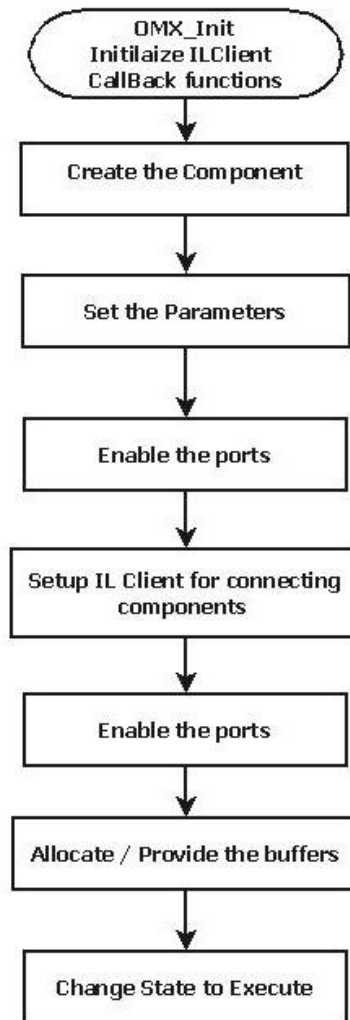 OMX_Init
Initilaize ILClient
CallBack functions
Create the Component
Set the Parameters
Enable the ports
Setup IL Client for connecting
components
Enable the ports
Allocate / Provide the buffers
Change State to Execute